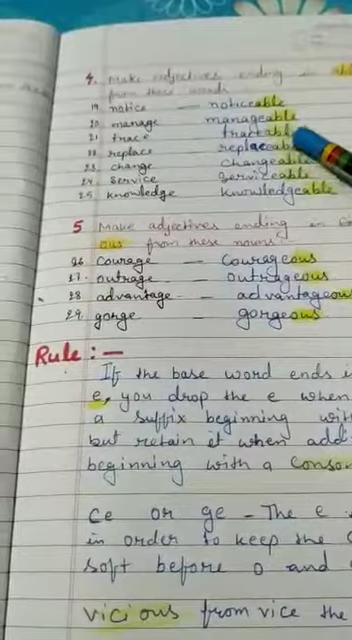 4. Make adjectives ending in able
from these words
19. notice — noticeable
20 manage manageable
21 trace traceable
22. replace replaceable
23. change Changeable
24. Service Serviceable
25 knowledge Knowledgeable
5 Make adjectives ending in
ous from these nouns:
26 Courage — Courageous
27. outrage — Outrageous
28 advantage - — advantageous
29. gorge — gorgeous
Rule:—
If the base word ends
e, you drop the e when
a suffix beginning with
but retain it when
beginning with a
Ce or ge - The e
in order to keep the
soft before o and
vicious from vice the